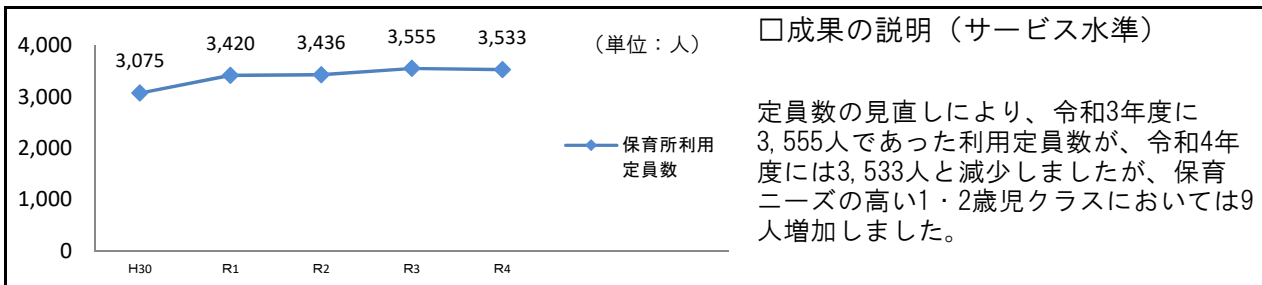 4,000
3,000
2,000
1,000
0
3,075
3,420
3,436
3,555
3,533
（単位：人）
保育所利用
定員数
H30
R1
R2
R3
R4
□成果の説明（サービス水準）
定員数の見直しにより、令和3年度に
3,555人であった利用定員数が、令和4年
度には3,533人と減少しましたが、保育
ニーズの高い1・2歳児クラスにおいては9
人増加しました。